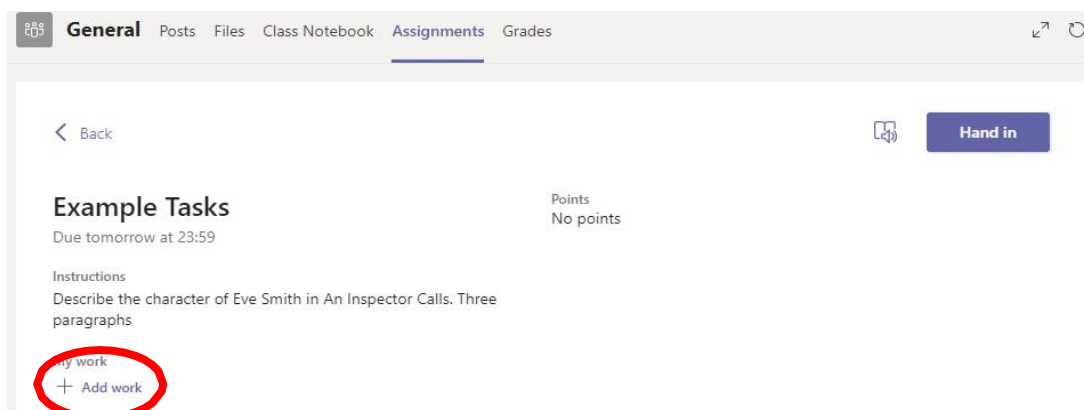 General Posts Files Class Notebook Assignments Grades
Back
Hand in
Example Tasks
Due tomorrow at 23:59
Points
No points
Instructions
Describe the character of Eve Smith in An Inspector Calls. Three
paragraphs
My work
+ Add work